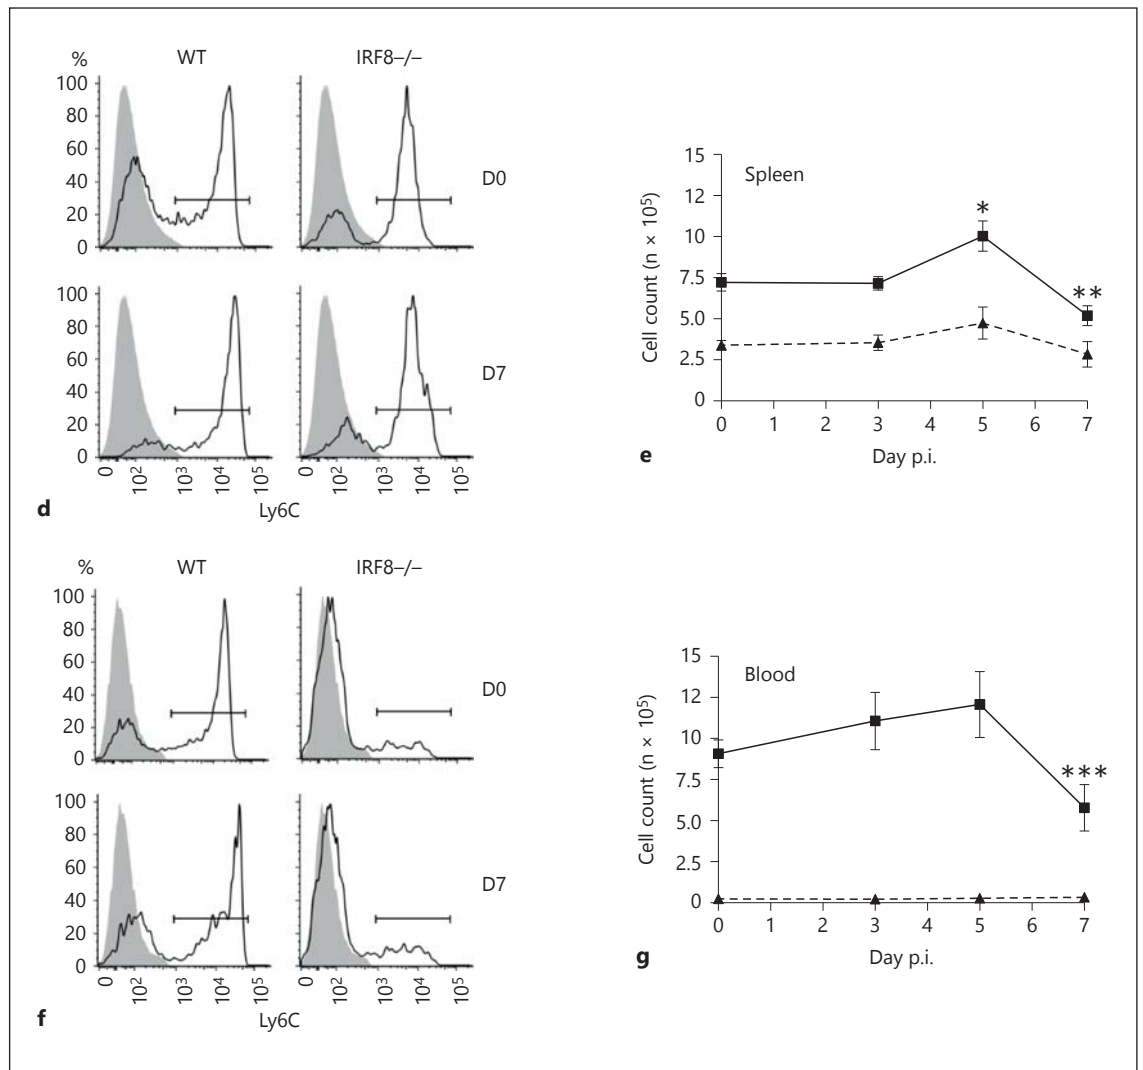 % WT IRF8–/–
100
80
60
40
20
0
D0
100
80
60
40
20
0
D7
0 10² 10³ 10⁴ 10⁵ 0 10² 10³ 10⁴ 10⁵
Ly6C
d
15
12
10
7.5
5.0
2.5
0
Cell count (n × 10⁵)
Spleen
*
**
0 1 2 3 4 5 6 7
Day p.i.
e
% WT IRF8–/–
100
80
60
40
20
0
D0
100
80
60
40
20
0
D7
0 10² 10³ 10⁴ 10⁵ 0 10² 10³ 10⁴ 10⁵
Ly6C
f
15
12
10
7.5
5.0
2.5
0
Cell count (n × 10⁵)
Blood
***
0 1 2 3 4 5 6 7
Day p.i.
g